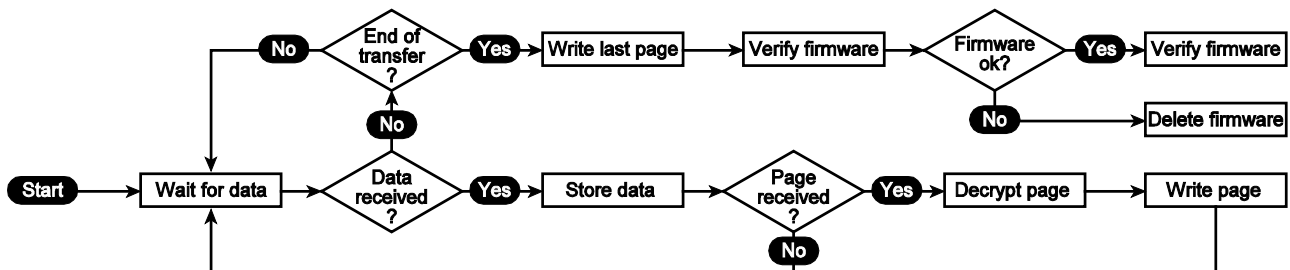 No
End of
transfer
?
Yes
Write last page
Verify firmware
Firmware
ok?
Yes
Verify firmware
No
No
Delete firmware
Start
Wait for data
Data
received
?
Yes
Store data
Page
received
?
Yes
Decrypt page
Write page
No